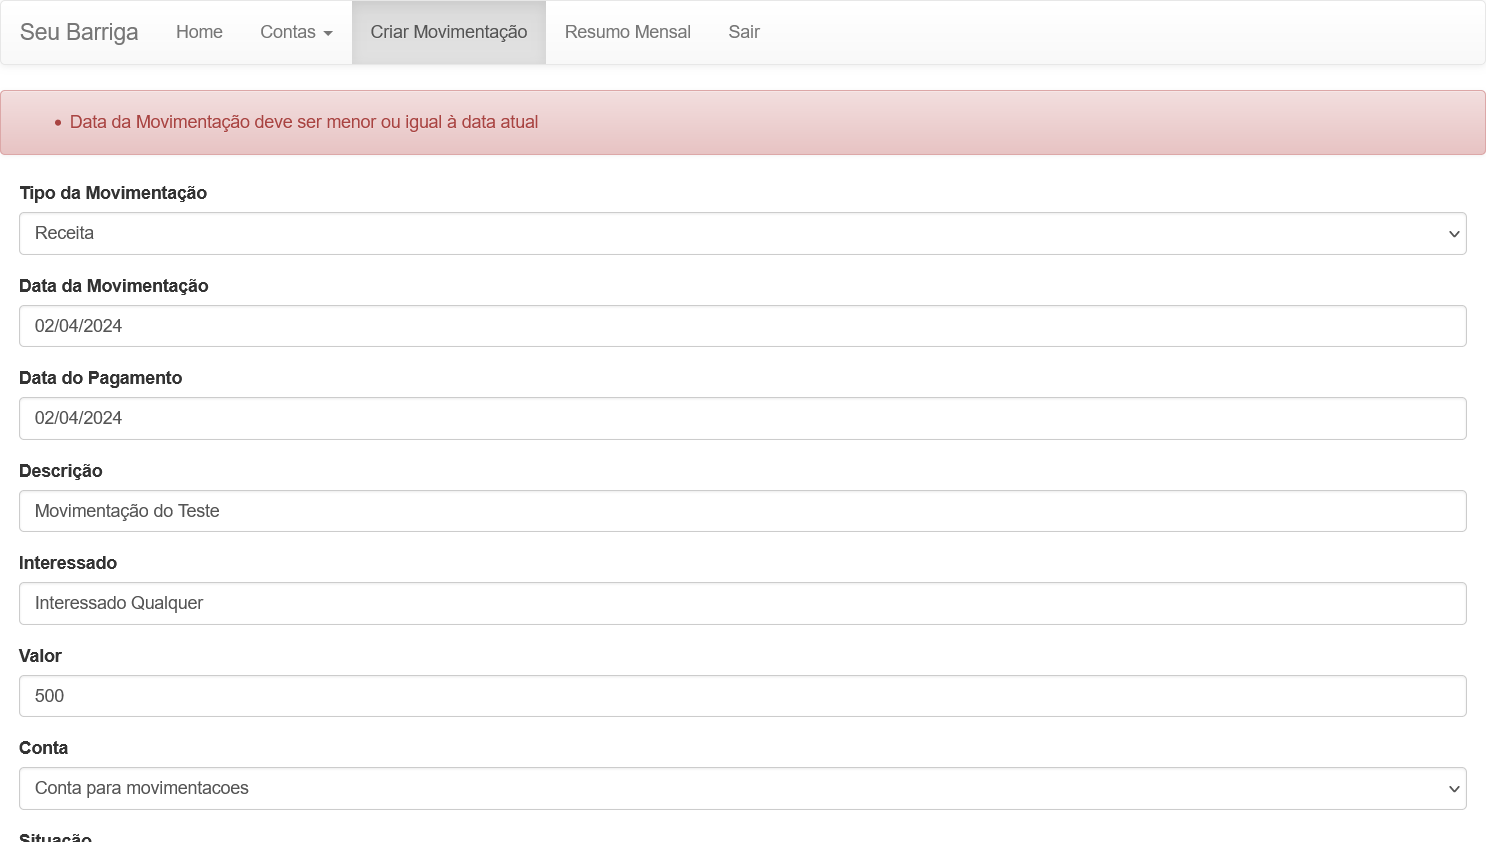 Seu Barriga Home Contas Criar Movimentação Resumo Mensal Sair
Data da Movimentação deve ser menor ou igual à data atual
Tipo da Movimentação
Receita
Data da Movimentação
02/04/2024
Data do Pagamento
02/04/2024
Descrição
Movimentação do Teste
Interessado
Interessado Qualquer
Valor
500
Conta
Conta para movimentacoes
Situação